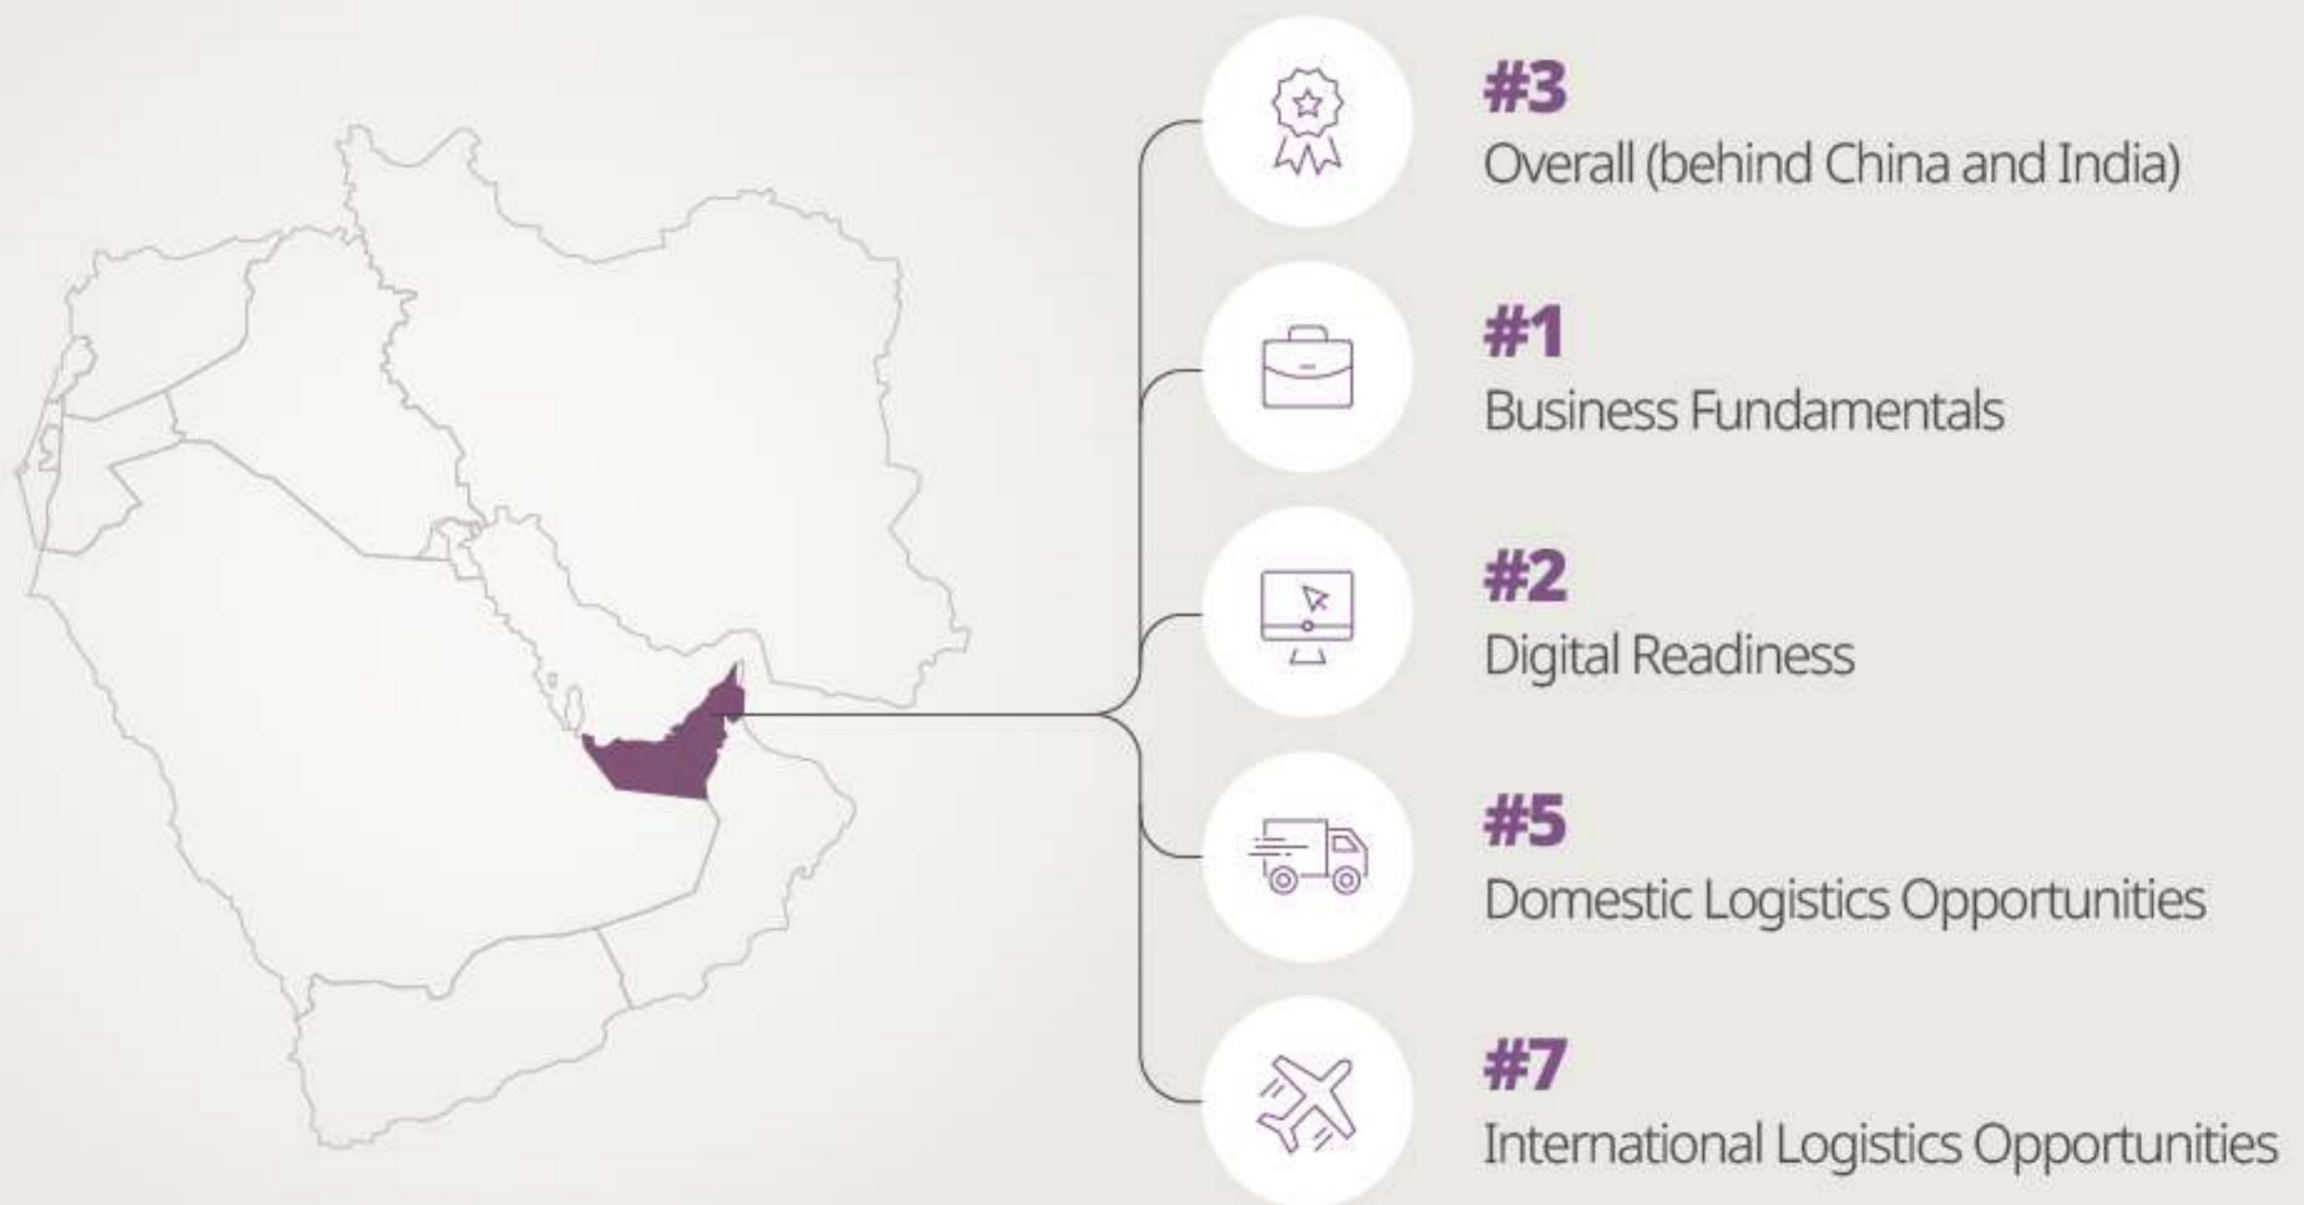 #3
Overall (behind China and India)
#1
Business Fundamentals
#2
Digital Readiness
#5
Domestic Logistics Opportunities
#7
International Logistics Opportunities